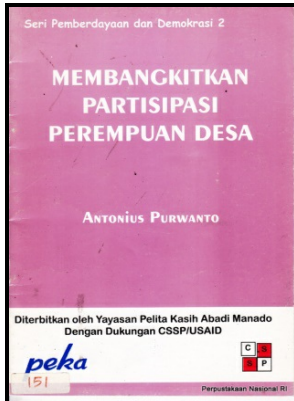 Seri Pemberdayaan dan Demokrasi 2
MEMBANGKITKAN
PARTISIPASI
PEREMPUAN DESA
ANTONIUS PURWANTO
Diterbitkan oleh Yayasan Pelita Kasih Abadi Manado
Dengan Dukungan CSSP/USAID
peka
C S
S P
151
Perpustakaan Nasional RI